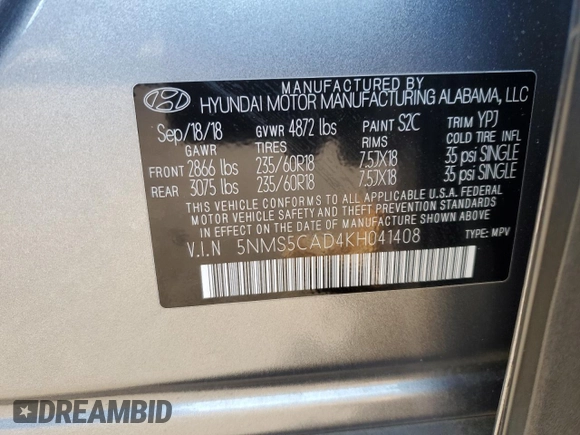 MANUFACTURED BY
HYUNDAI MOTOR MANUFACTURING ALABAMA, LLC
Sep/18/18 GVWR 4872 lbs PAINT S2C TRIM YPJ
GAWR TIRES RIMS COLD TIRE INFL
FRONT 2866 lbs 235/60R18 7.5JX18 35 psi SINGLE
REAR 3075 lbs 235/60R18 7.5JX18 35 psi SINGLE
THIS VEHICLE CONFORMS TO ALL APPLICABLE U.S.A. FEDERAL
MOTOR VEHICLE SAFETY AND THEFT PREVENTION STANDARDS
IN EFFECT ON THE DATE OF MANUFACTURE SHOWN ABOVE.
V.I.N 5NMS5CAD4KH041408 TYPE: MPV
DREAMBID